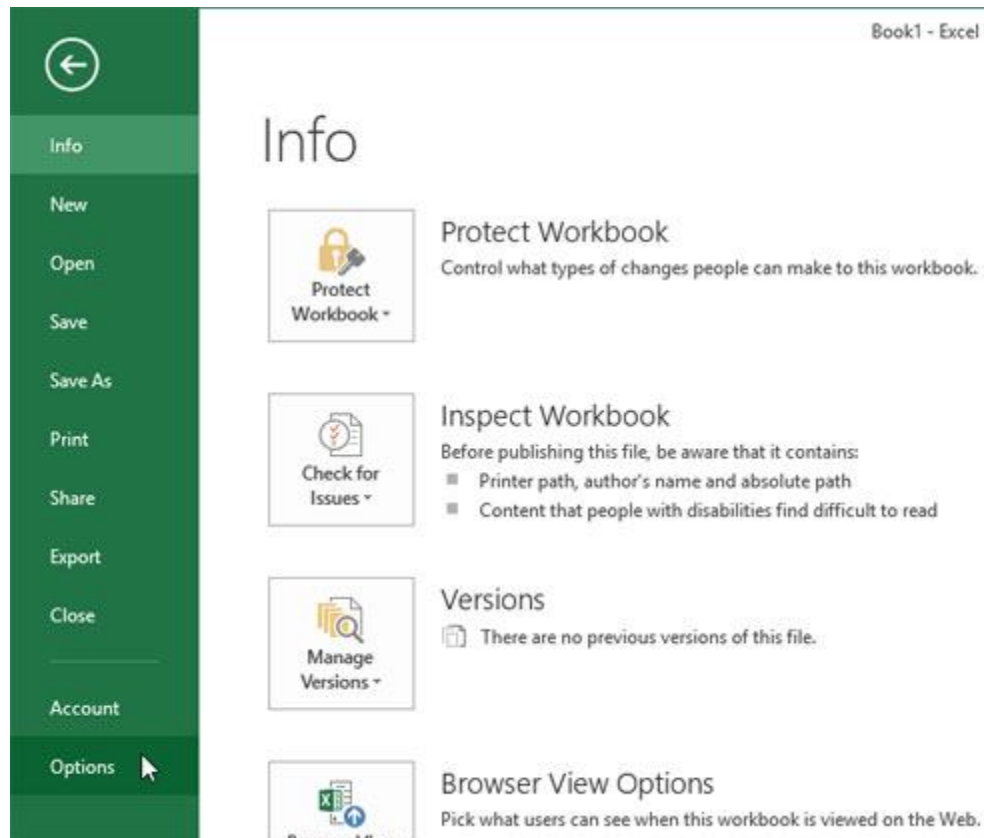 Book1 - Excel
Info
New
Open
Save
Save As
Print
Share
Export
Close
Account
Options
Info
Protect
Workbook
Protect Workbook
Control what types of changes people can make to this workbook.
Check for
Issues
Inspect Workbook
Before publishing this file, be aware that it contains:
Printer path, author's name and absolute path
Content that people with disabilities find difficult to read
Manage
Versions
Versions
There are no previous versions of this file.
Browser View Options
Pick what users can see when this workbook is viewed on the Web.